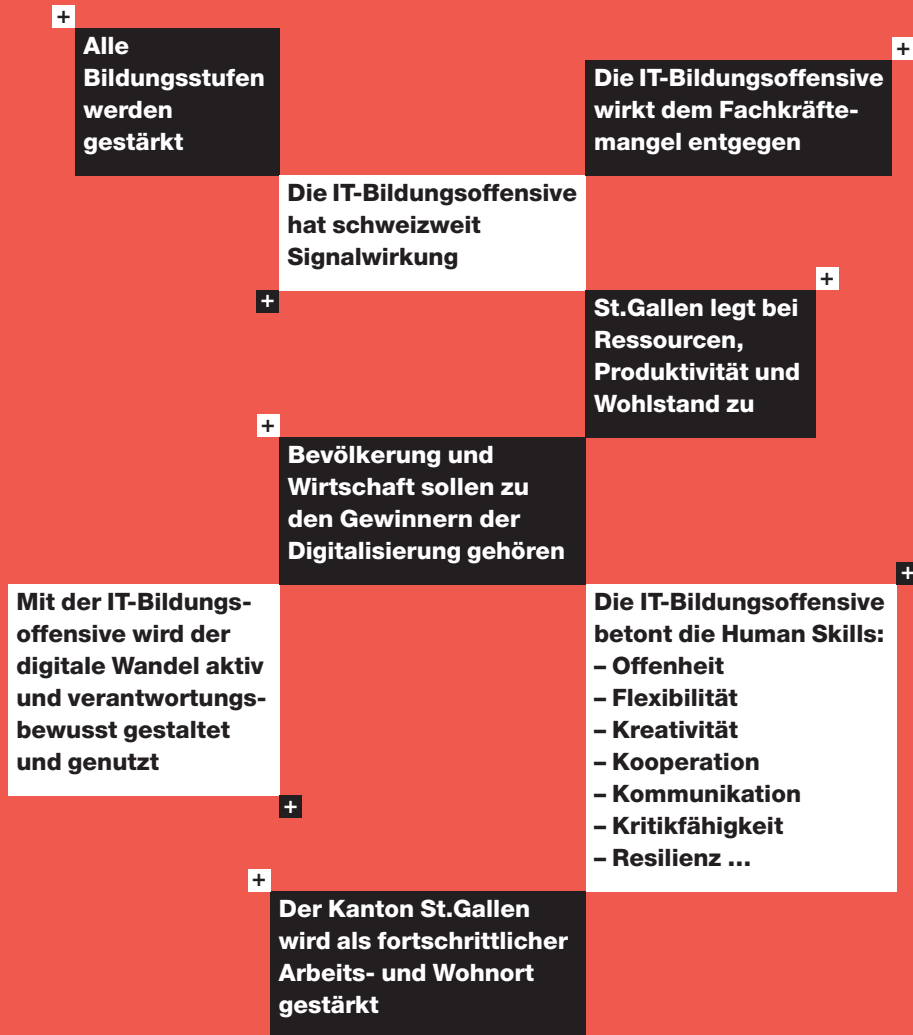 +
Alle
Bildungsstufen
werden
gestärkt
+
Die IT-Bildungsoffensive
wirkt dem Fachkräfte-
mangel entgegen
Die IT-Bildungsoffensive
hat schweizweit
Signalwirkung
+
+
St.Gallen legt bei
Ressourcen,
Produktivität und
Wohlstand zu
+
Bevölkerung und
Wirtschaft sollen zu
den Gewinnern der
Digitalisierung gehören
Mit der IT-Bildungs-
offensive wird der
digitale Wandel aktiv
und verantwortungs-
bewusst gestaltet
und genutzt
+
+
Die IT-Bildungsoffensive
betont die Human Skills:
– Offenheit
– Flexibilität
– Kreativität
– Kooperation
– Kommunikation
– Kritikfähigkeit
– Resilienz ...
+
Der Kanton St.Gallen
wird als fortschrittlicher
Arbeits- und Wohnort
gestärkt